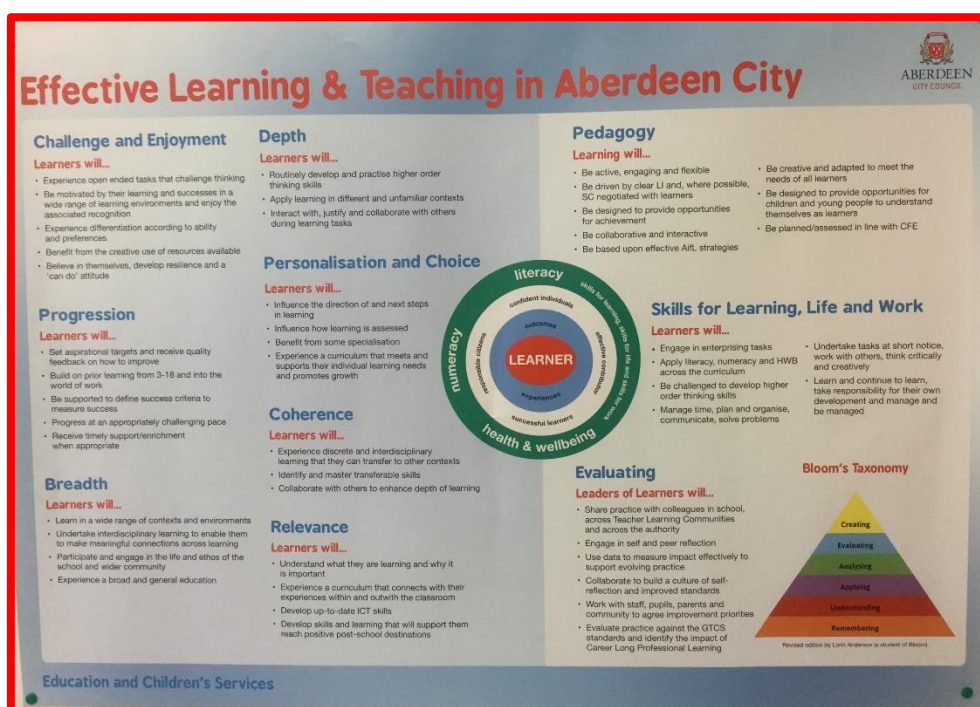 ABERDEEN
CITY COUNCIL
Effective Learning & Teaching in Aberdeen City
Challenge and Enjoyment
Learners will...
• Experience open ended tasks that challenge thinking
• Be motivated by their learning and successes in a
wide range of learning environments and enjoy the
associated recognition
• Experience differentiation according to ability
and preferences
• Benefit from the creative use of resources available
• Believe in themselves, develop resilience and a
'can do' attitude
Progression
Learners will...
• Set aspirational targets and receive quality
feedback on how to improve
• Build on prior learning from 3-18 and into the
world of work
• Be supported to define success criteria to
measure success
• Progress at an appropriately challenging pace
• Receive timely support/enrichment
when appropriate
Breadth
Learners will...
• Learn in a wide range of contexts and environments
• Undertake interdisciplinary learning to enable them
to make meaningful connections across learning
• Participate and engage in the life and ethos of the
school and wider community
• Experience a broad and general education
Depth
Learners will...
• Routinely develop and practise higher order
thinking skills
• Apply learning in different and unfamiliar contexts
• Interact with, justify and collaborate with others
during learning tasks
Personalisation and Choice
Learners will...
• Influence the direction of and next steps
in learning
• Influence how learning is assessed
• Benefit from some specialisation
• Experience a curriculum that meets and
supports their individual learning needs
and promotes growth
Coherence
Learners will...
• Experience discrete and interdisciplinary
learning that they can transfer to other contexts
• Identify and master transferable skills
• Collaborate with others to enhance depth of learning
Relevance
Learners will...
• Understand what they are learning and why it
is important
• Experience a curriculum that connects with their
experiences within and outwith the classroom
• Develop up-to-date ICT skills
• Develop skills and learning that will support them
reach positive post-school destinations
literacy
skills for learning, skills for life and skills for work
numeracy
health & wellbeing
confident individuals
effective contributor
responsible citizens
successful learners
outcomes
LEARNER
experiences
Pedagogy
Learning will...
• Be active, engaging and flexible
• Be driven by clear LI and, where possible,
SC negotiated with learners
• Be designed to provide opportunities
for achievement
• Be collaborative and interactive
• Be based upon effective AifL strategies
• Be creative and adapted to meet the
needs of all learners
• Be designed to provide opportunities for
children and young people to understand
themselves as learners
• Be planned/assessed in line with CFE
Skills for Learning, Life and Work
Learners will...
• Engage in enterprising tasks
• Apply literacy, numeracy and HWB
across the curriculum
• Be challenged to develop higher
order thinking skills
• Manage time, plan and organise,
communicate, solve problems
• Undertake tasks at short notice,
work with others, think critically
and creatively
• Learn and continue to learn,
take responsibility for their own
development and manage and
be managed
Evaluating
Leaders of Learners will...
• Share practice with colleagues in school,
across Teacher Learning Communities
and across the authority
• Engage in self and peer reflection
• Use data to measure impact effectively to
support evolving practice
• Collaborate to build a culture of self-
reflection and improved standards
• Work with staff, pupils, parents and
community to agree improvement priorities
• Evaluate practice against the GTCS
standards and identify the impact of
Career Long Professional Learning
Bloom's Taxonomy
Creating
Evaluating
Analysing
Applying
Understanding
Remembering
Revised edition by Lorin Anderson (a student of Bloom)
Education and Children's Services